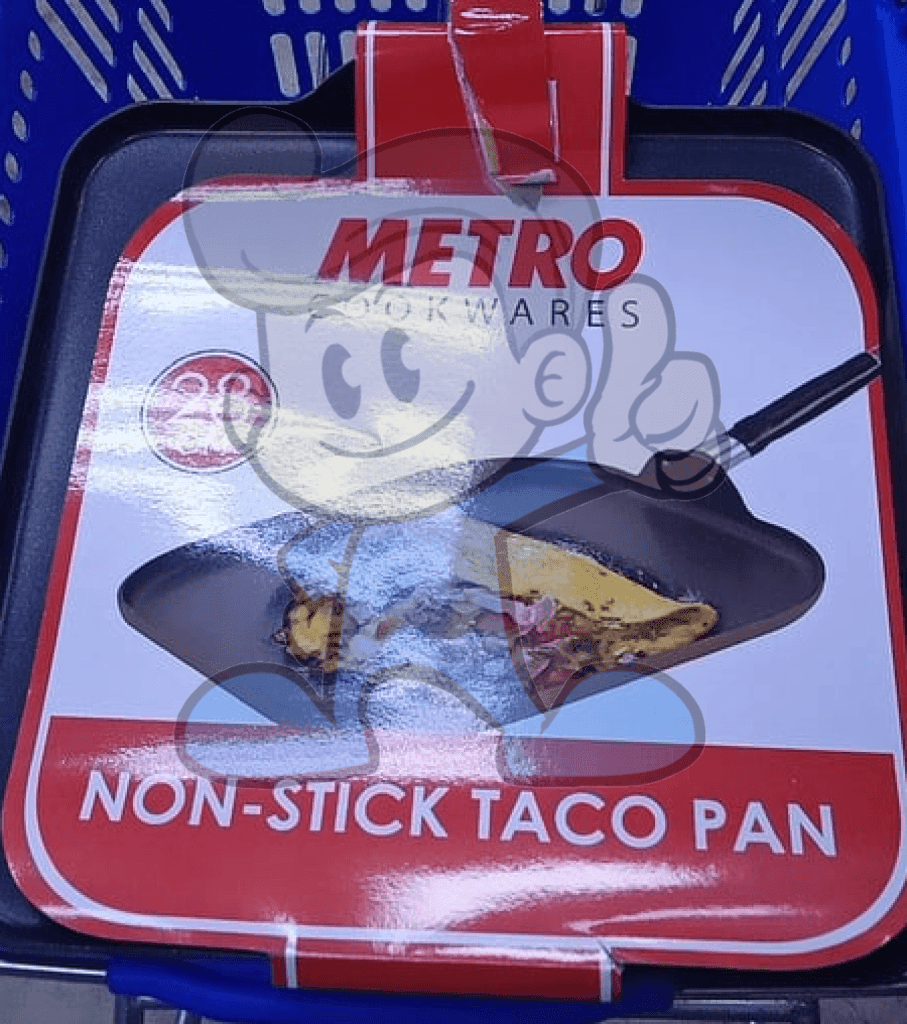 METRO
COOKWARES
28
NON-STICK TACO PAN